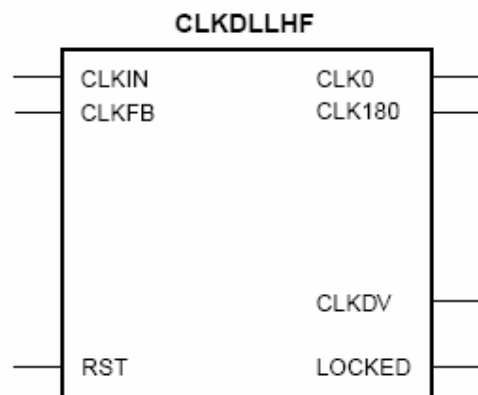 CLKDLLHF
CLKIN CLK0
CLKFB CLK180
CLKDV
RST LOCKED